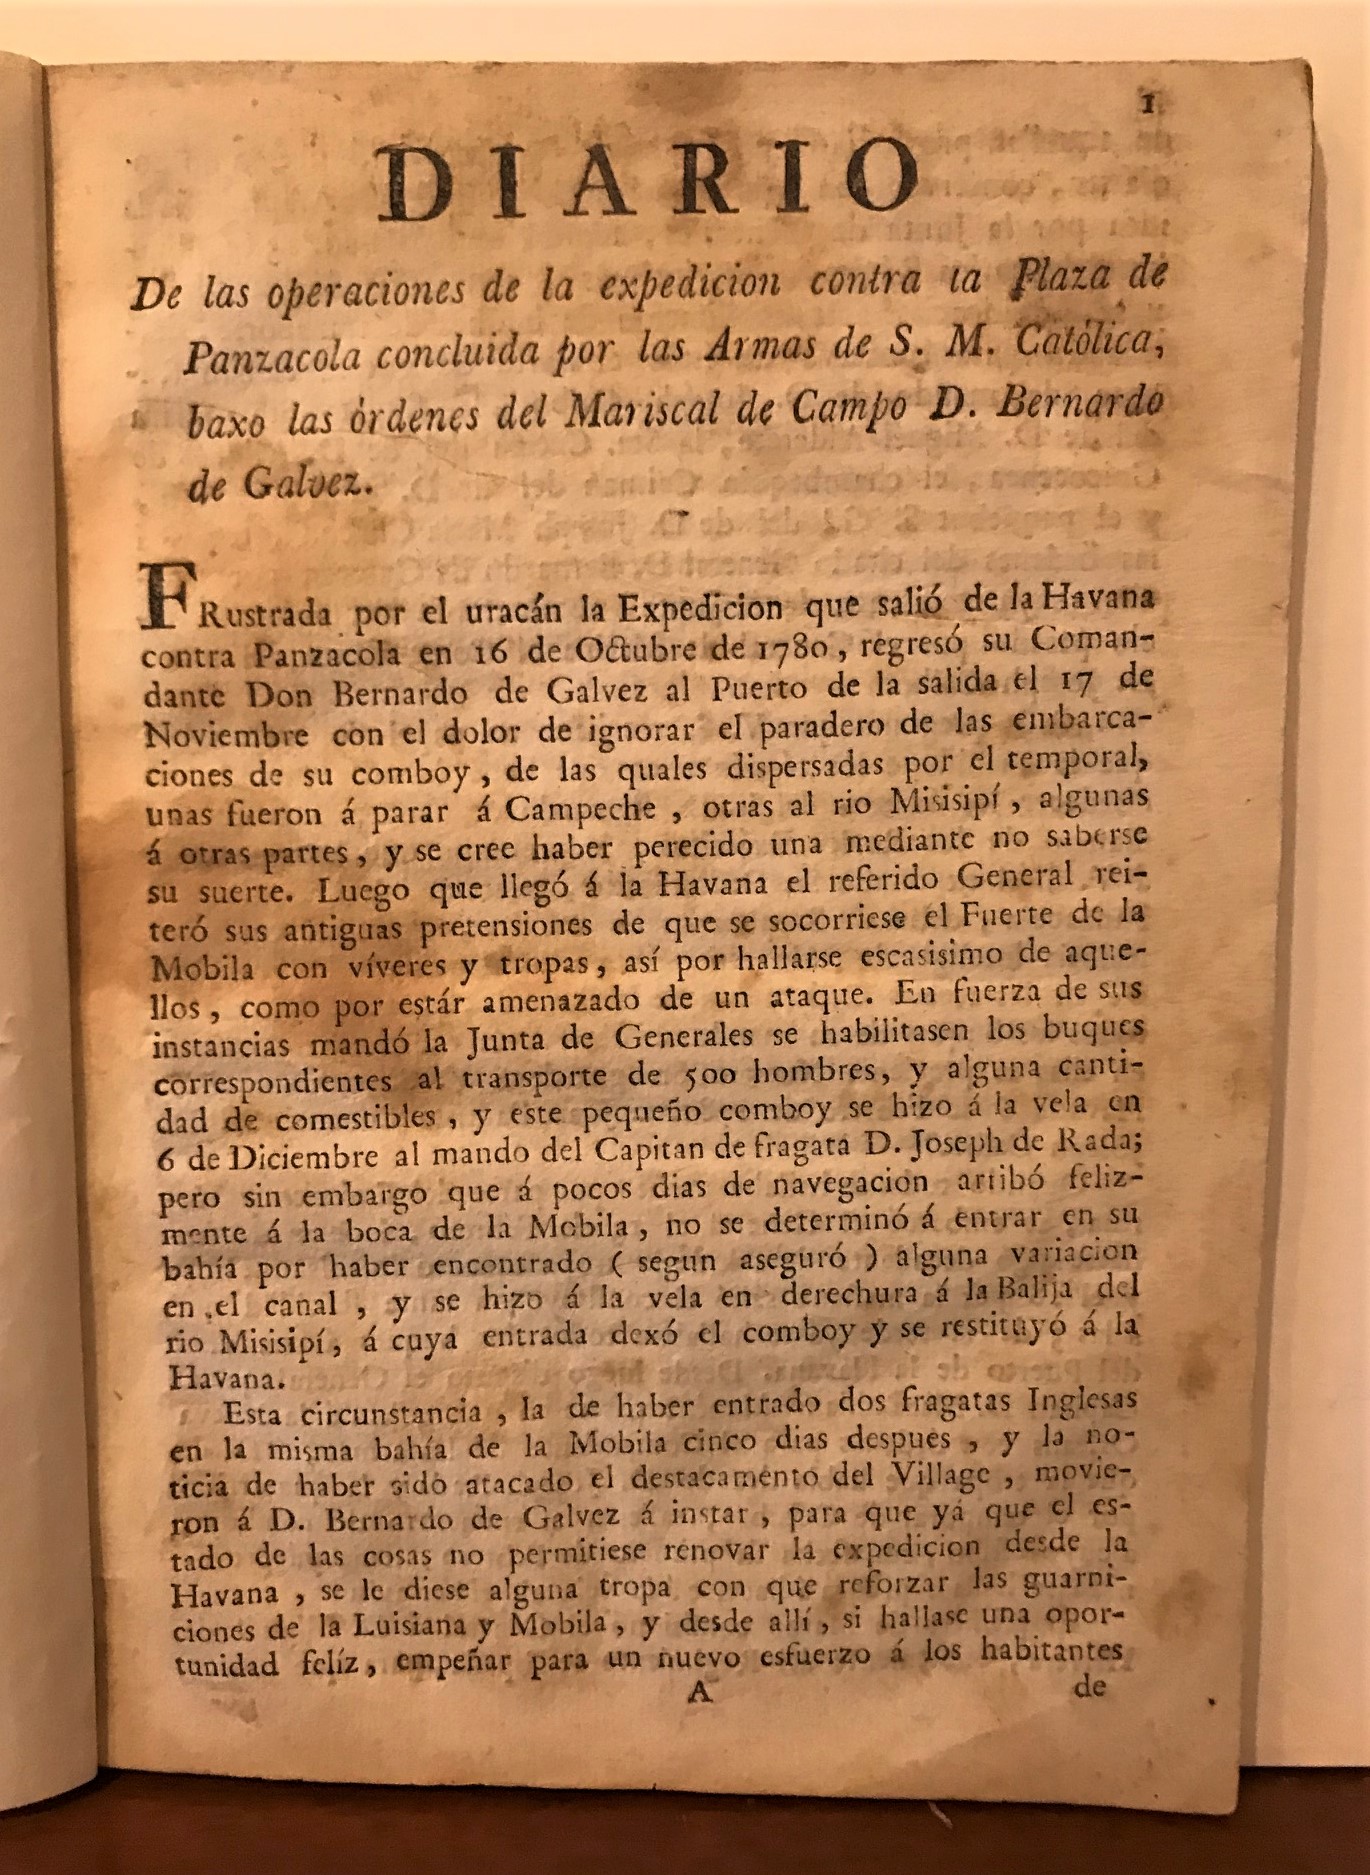 1
DIARIO
De las operaciones de la expedicion contra la Plaza de
Panzacola concluida por las Armas de S. M. Católica,
baxo las órdenes del Mariscal de Campo D. Bernardo
de Galvez.
FRustrada por el uracán la Expedicion que salió de la Havana
contra Panzacola en 16 de Octubre de 1780, regresó su Coman-
dante Don Bernardo de Galvez al Puerto de la salida el 17 de
Noviembre con el dolor de ignorar el paradero de las embarca-
ciones de su comboy, de las quales dispersadas por el temporal,
unas fueron á parar á Campeche, otras al rio Misisipí, algunas
á otras partes, y se cree haber perecido una mediante no saberse
su suerte. Luego que llegó á la Havana el referido General rei-
teró sus antiguas pretensiones de que se socorriese el Fuerte de la
Mobila con víveres y tropas, así por hallarse escasisimo de aque-
llos, como por estár amenazado de un ataque. En fuerza de sus
instancias mandó la Junta de Generales se habilitasen los buques
correspondientes al transporte de 500 hombres, y alguna canti-
dad de comestibles, y este pequeño comboy se hizo á la vela en
6 de Diciembre al mando del Capitan de fragata D. Joseph de Rada;
pero sin embargo que á pocos dias de navegacion arribó feliz-
mente á la boca de la Mobila, no se determinó á entrar en su
bahía por haber encontrado ( segun aseguró ) alguna variacion
en el canal, y se hizo á la vela en derechura á la Balija del
rio Misisipí, á cuya entrada dexó el comboy y se restituyó á la
Havana.
Esta circunstancia, la de haber entrado dos fragatas Inglesas
en la misma bahía de la Mobila cinco dias despues, y la no-
ticia de haber sido atacado el destacamento del Village, movie-
ron á D. Bernardo de Galvez á instar, para que yá que el es-
tado de las cosas no permitiese renovar la expedicion desde la
Havana, se le diese alguna tropa con que reforzar las guarni-
ciones de la Luisiana y Mobila, y desde allí, si hallase una opor-
tunidad felíz, empeñar para un nuevo esfuerzo á los habitantes
A de